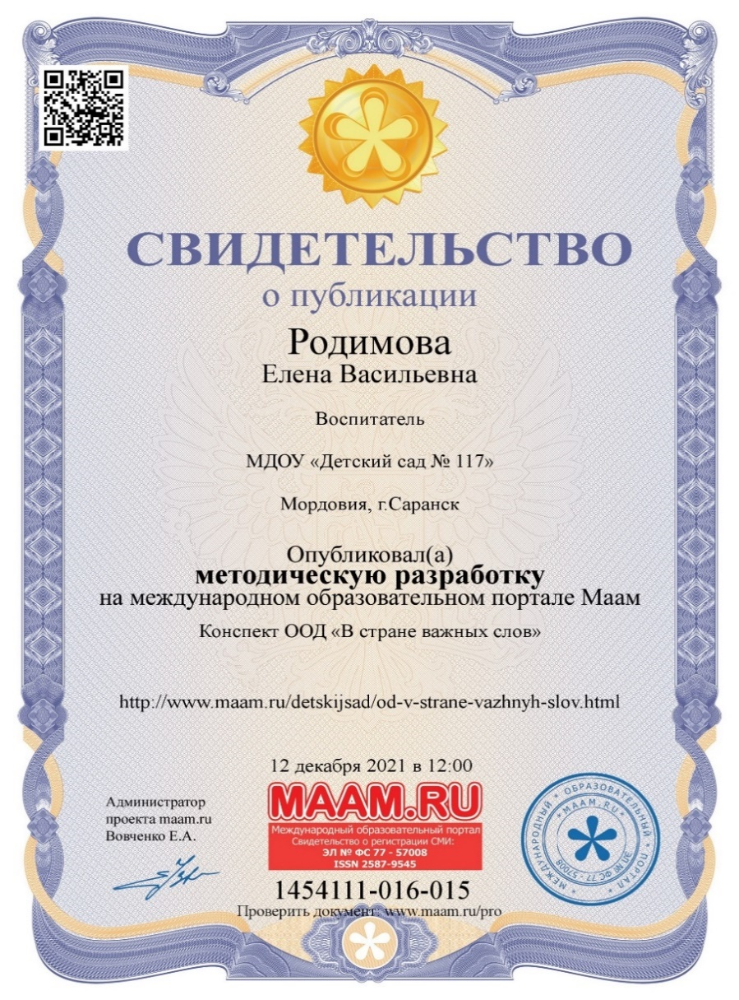 СВИДЕТЕЛЬСТВО
о публикации
Родимова
Елена Васильевна
Воспитатель
МДОУ «Детский сад № 117»
Мордовия, г.Саранск
Опубликовал(а)
методическую разработку
на международном образовательном портале Маам
Конспект ООД «В стране важных слов»
http://www.maam.ru/detskijsad/od-v-strane-vazhnyh-slov.html
12 декабря 2021 в 12:00
Администратор
проекта maam.ru
Вовченко Е.А.
MAAM.RU
Международный образовательный портал
Свидетельство о регистрации СМИ:
ЭЛ № ФС 77 - 57008
ISSN 2587-9545
МЕЖДУНАРОДНЫЙ * ОБРАЗОВАТЕЛЬНЫЙ * ПОРТАЛ *
* MAAM.RU *
ЭЛ № ФС 77 - 57008
1454111-016-015
Проверить документ: www.maam.ru/pro